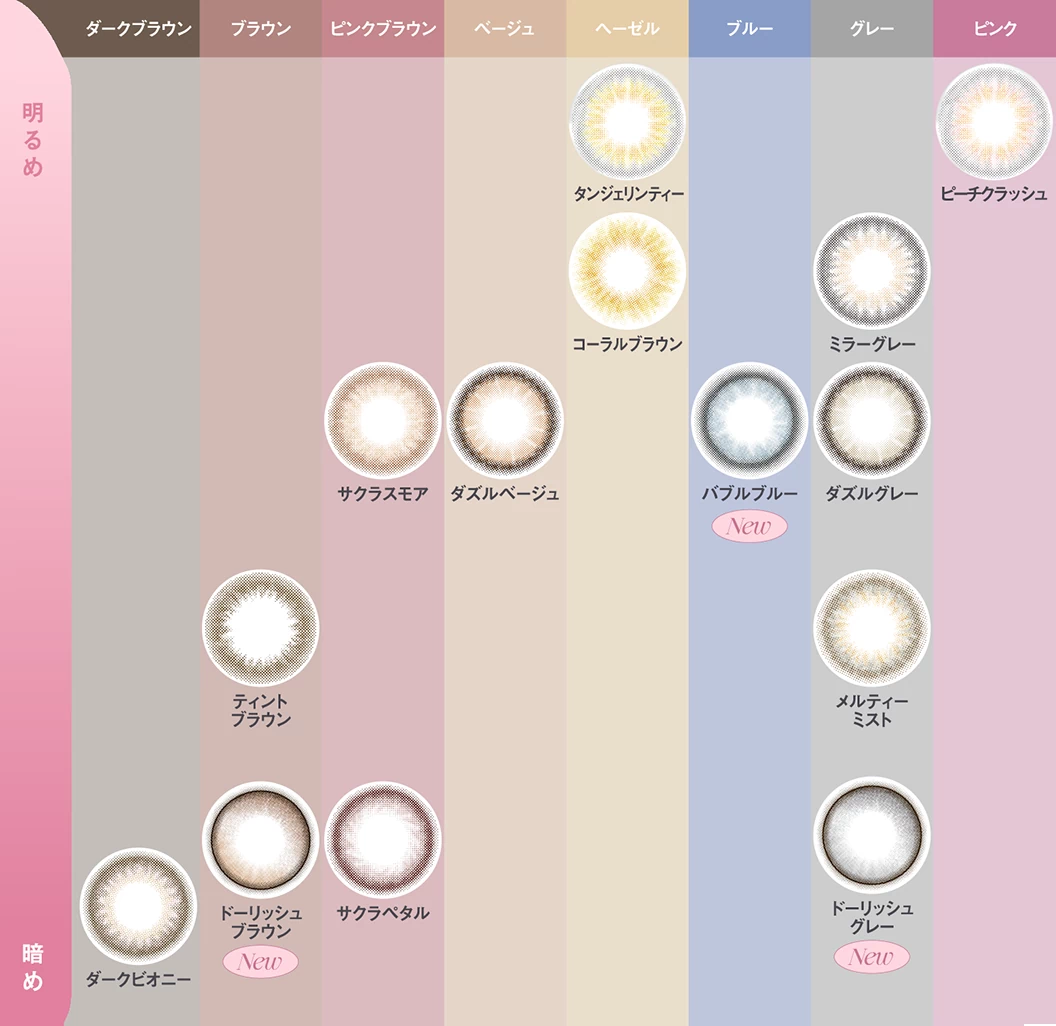 ダークブラウン
ブラウン
ピンクブラウン
ベージュ
ヘーゼル
ブルー
グレー
ピンク
明るめ
タンジェリンティー
ピーチクラッシュ
コーラルブラウン
ミラーグレー
サクラスモア
ダズルベージュ
バブルブルー
ダズルグレー
New
ティント
ブラウン
メルティー
ミスト
ドーリッシュ
ブラウン
New
サクラペタル
ドーリッシュ
グレー
New
ダークビオニー
暗め